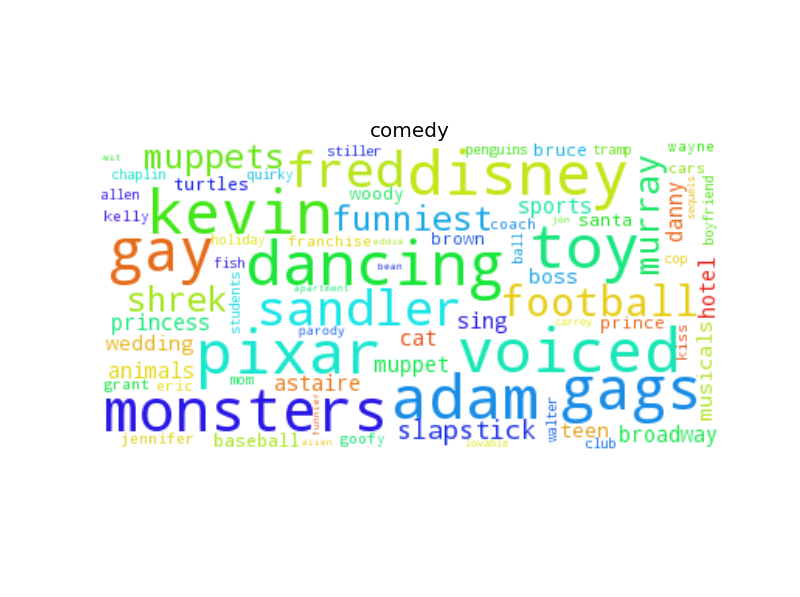 comedy
wit muppets fred disney stiller penguins bruce tramp wayne
chaplin quirky cars
allen turtles woody sports danny sequels boyfriend
kelly kevin funniest coach jon santa murray
gay holiday franchise eddie brown ball toy cop
fish dancing bean boss hotel
shrek students apartment sandler football
princess parody sing carrey prince kiss
wedding pixar cat voiced musicals
animals muppet
grant eric mom astaire adam gags
monsters funnier slapstick walter teen broadway
jennifer baseball alien goofy lovable club